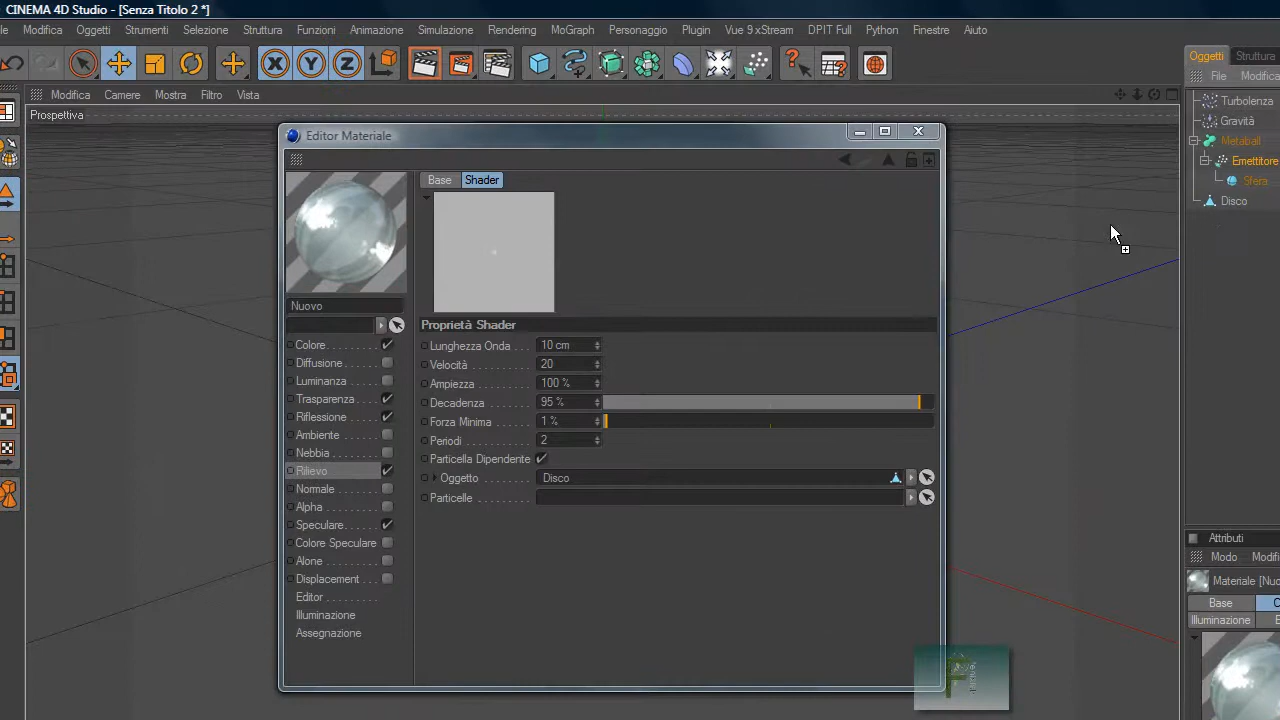 CINEMA 4D Studio - [Senza Titolo 2 *]
Modifica Oggetti Strumenti Selezione Struttura Funzioni Animazione Simulazione Rendering MoGraph Personaggio Plugin Vue 9 xStream DPIT Full Python Finestre Aiuto
X Y Z
Oggetti Struttura
File Modifica
Modifica Camere Mostra Filtro Vista
Prospettiva
Turbolenza
Gravità
Metaball
Emettitore
Sfera
Disco
Editor Materiale
Base Shader
Nuovo
Colore
Diffusione
Luminanza
Trasparenza
Riflessione
Ambiente
Nebbia
Rilievo
Normale
Alpha
Speculare
Colore Speculare
Alone
Displacement
Editor
Illuminazione
Assegnazione
Proprietà Shader
Lunghezza Onda 10 cm
Velocità 20
Ampiezza 100 %
Decadenza 95 %
Forza Minima 1 %
Periodi 2
Particella Dipendente
Oggetto Disco
Particelle
Attributi
Modo Modifi
Materiale [Nuo
Base C
Illuminazione E